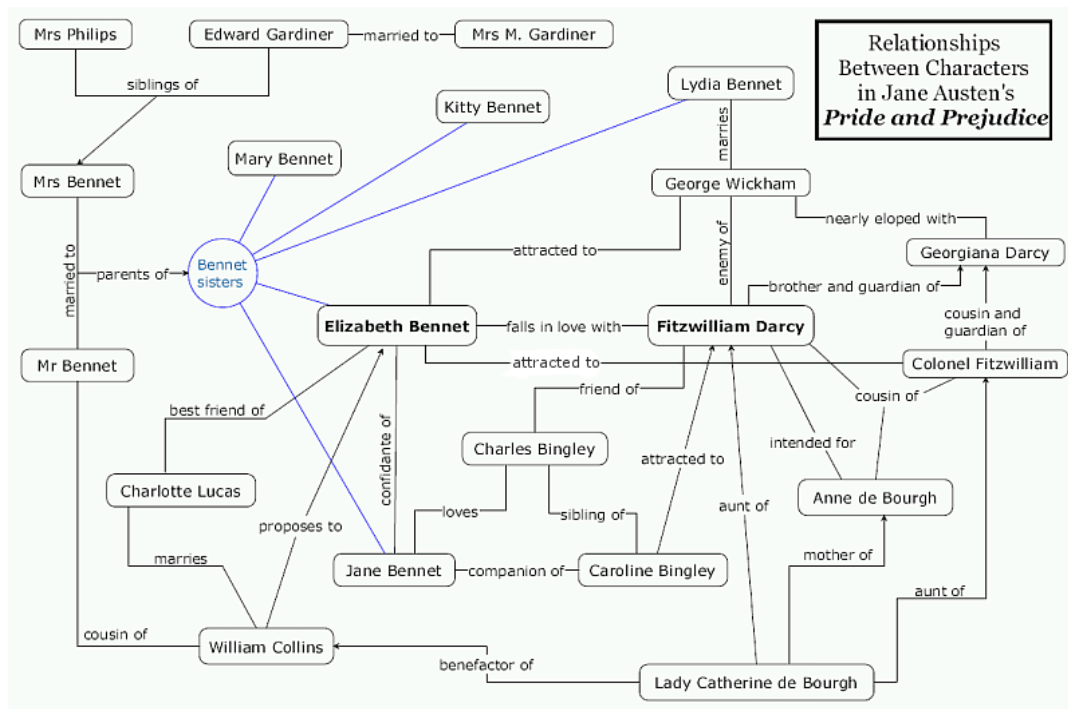 Mrs Philips
Edward Gardiner
married to
Mrs M. Gardiner
Relationships
Between Characters
in Jane Austen's
Pride and Prejudice
siblings of
Lydia Bennet
Kitty Bennet
marries
Mary Bennet
Mrs Bennet
George Wickham
nearly eloped with
attracted to
enemy of
Georgiana Darcy
Bennet
sisters
parents of
married to
brother and guardian of
Elizabeth Bennet
falls in love with
Fitzwilliam Darcy
cousin and
guardian of
Mr Bennet
attracted to
Colonel Fitzwilliam
friend of
cousin of
best friend of
confidante of
Charles Bingley
intended for
attracted to
Charlotte Lucas
Anne de Bourgh
loves
sibling of
aunt of
proposes to
marries
Jane Bennet
companion of
Caroline Bingley
mother of
aunt of
cousin of
William Collins
benefactor of
Lady Catherine de Bourgh